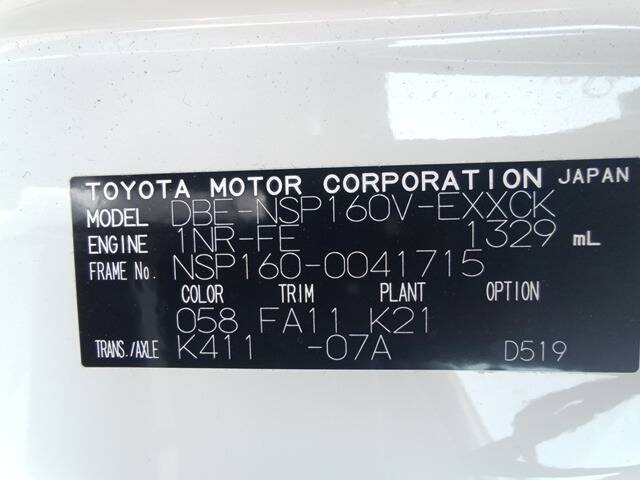 TOYOTA MOTOR CORPORATION JAPAN
MODEL DBE-NSP160V-EXXCK
ENGINE 1NR-FE 1329 mL
FRAME No. NSP160-0041715
COLOR TRIM PLANT OPTION
058 FA11 K21
TRANS./AXLE K411 -07A D519